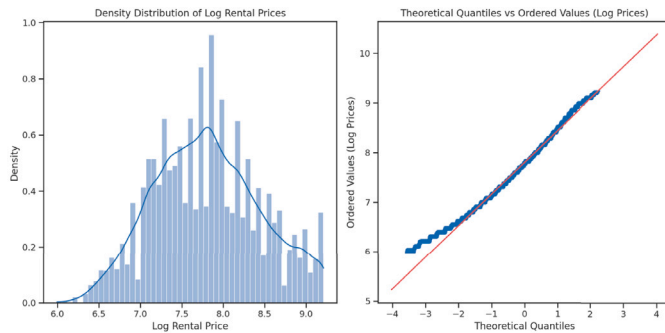 Density Distribution of Log Rental Prices
1.0
0.8
0.6
0.4
0.2
0.0
Density
6.0 6.5 7.0 7.5 8.0 8.5 9.0
Log Rental Price
Theoretical Quantiles vs Ordered Values (Log Prices)
10
9
8
7
6
5
Ordered Values (Log Prices)
−4 −3 −2 −1 0 1 2 3 4
Theoretical Quantiles